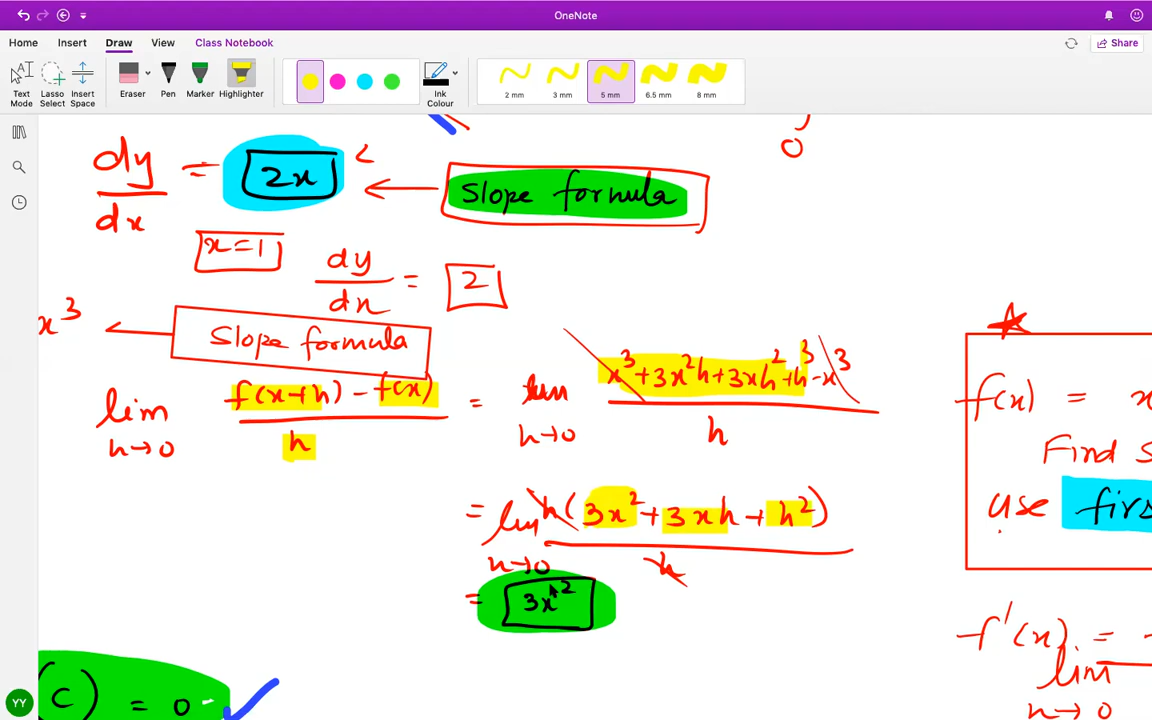 OneNote
Home Insert Draw View Class Notebook Share
Text Mode
Lasso Select
Insert Space
Eraser
Pen
Marker
Highlighter
Ink Colour
2 mm
3 mm
5 mm
6.5 mm
8 mm
0
dy/dx = 2x
Slope formula
x=1
dy/dx = 2
x³
Slope formula
lim h→0 f(x+h) - f(x) / h = lim h→0 x³+3x²h+3xh²+h³-x³ / h
= lim h→0 h(3x²+3xh+h²) / h
= 3x²
f(x) =
Find
use firs
f'(x) =
lim
h→0
(c) = 0
YY